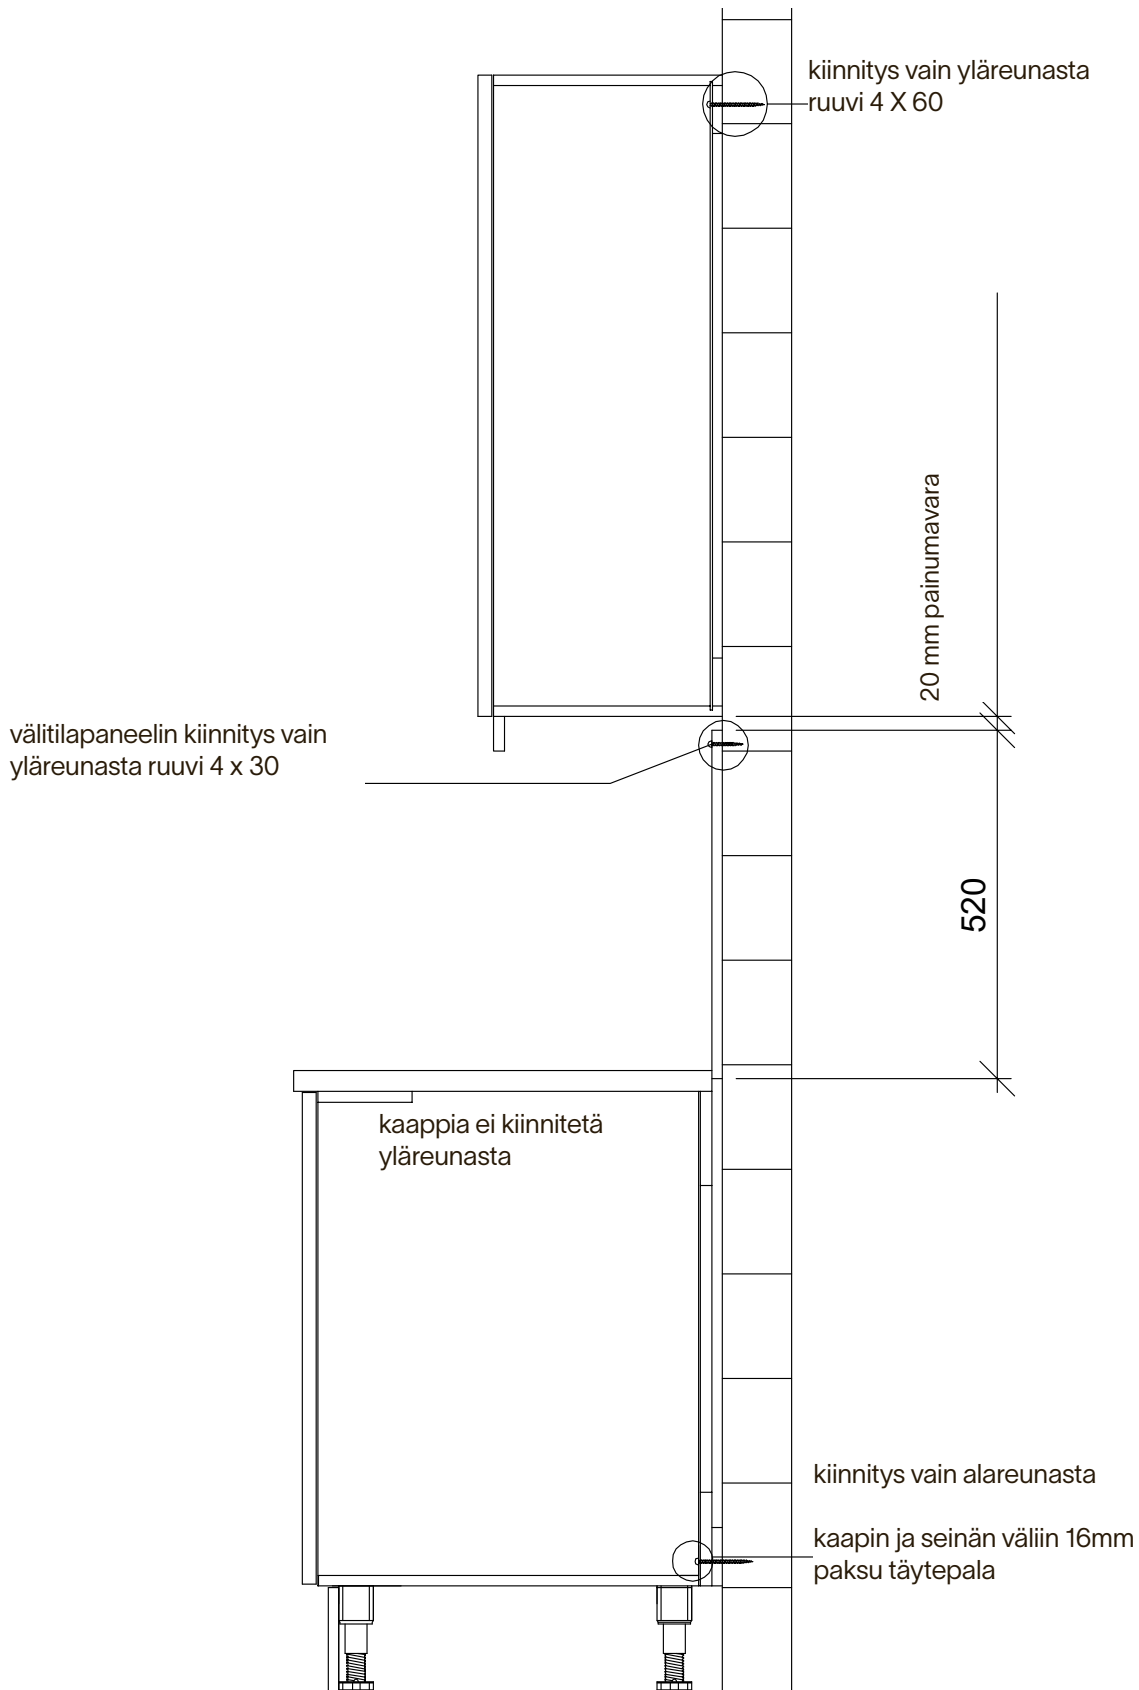 kiinnitys vain yläreunasta
ruuvi 4 X 60
20 mm painumavara
välitilapaneelin kiinnitys vain
yläreunasta ruuvi 4 x 30
520
kaappia ei kiinnitetä
yläreunasta
kiinnitys vain alareunasta
kaapin ja seinän väliin 16mm
paksu täytepala